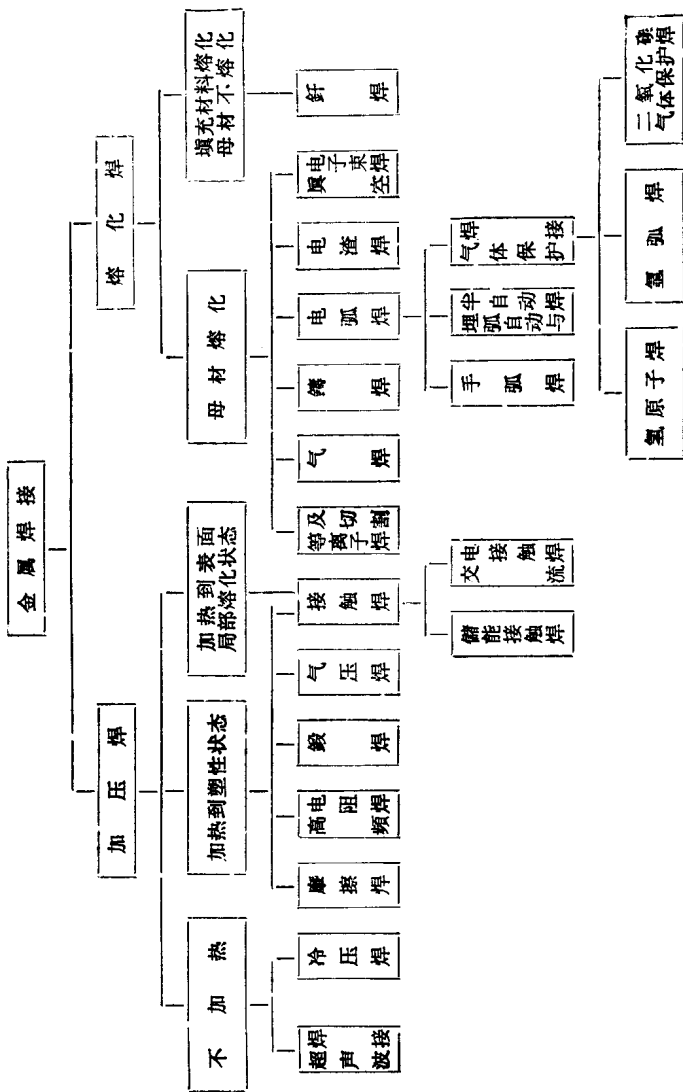 金属焊接
加压焊
熔化焊
不加热
加热到塑性状态
加热到表面
局部熔化状态
母材熔化
填充材料熔化
母材不熔化
超声波
焊接
冷压焊
摩擦焊
高頻
电阻焊
鍛焊
气压焊
接触焊
等离子焊
及切割
气焊
鑄焊
电弧焊
电渣焊
真空
电子束焊
釬焊
儲能接触焊
交流
电接触焊
手弧焊
埋弧自动与
半自动焊
气体保护
焊接
氫原子焊
氬弧焊
二氧化碳
气体保护焊